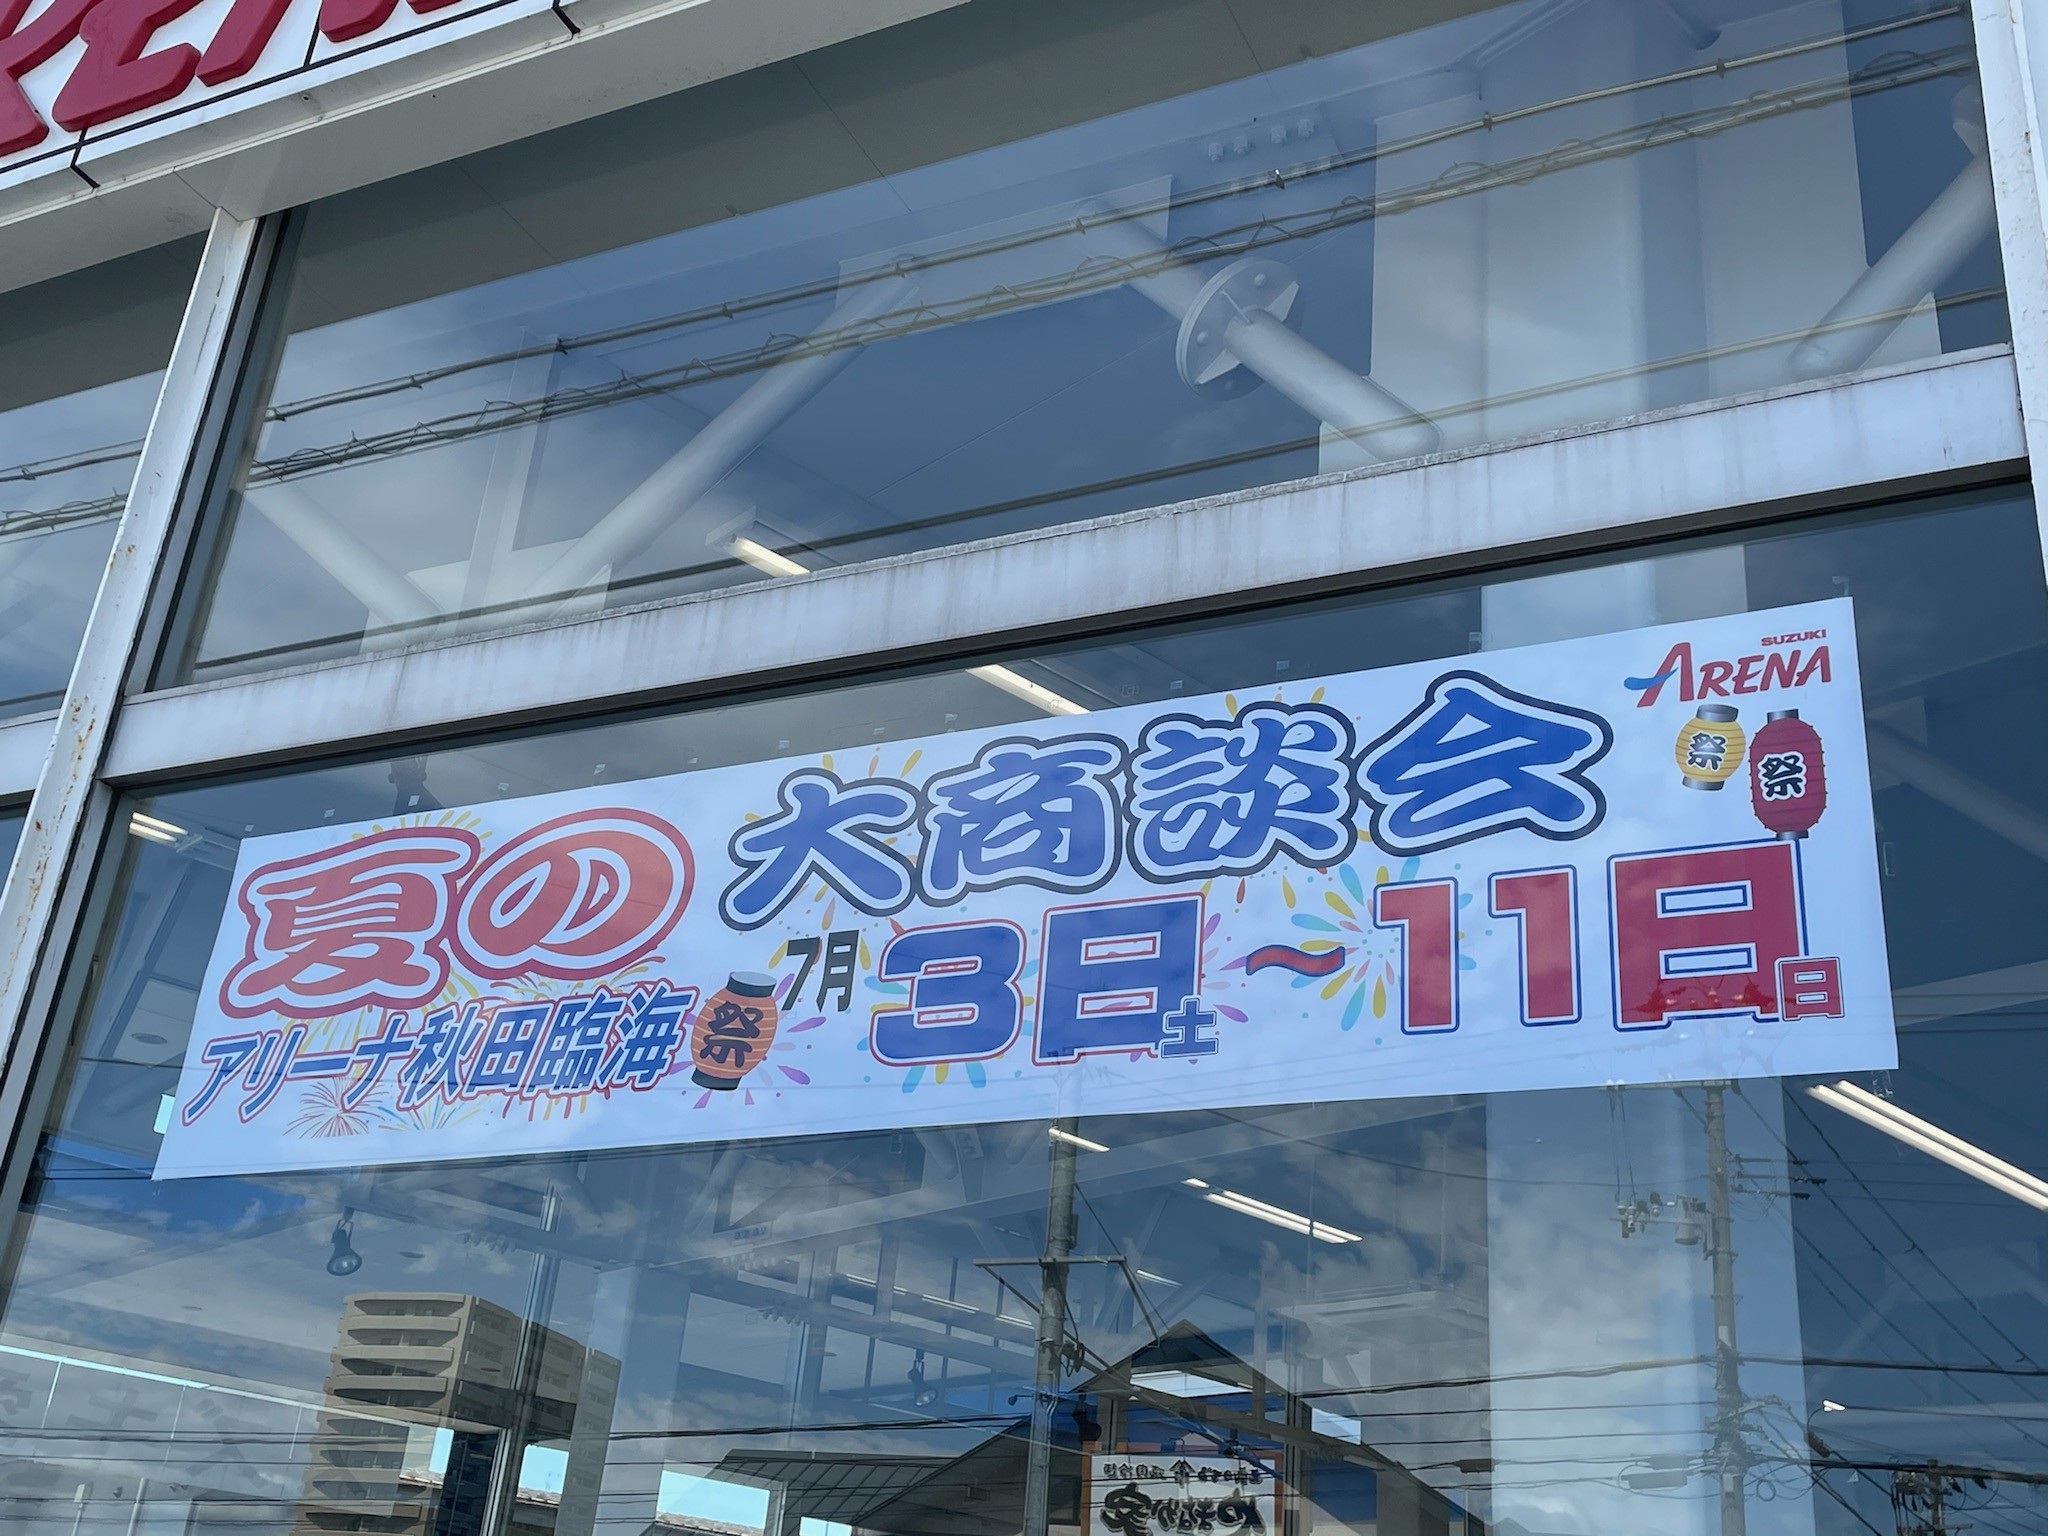 SUZUKI
ARENA
夏の大商談会
祭
祭
アリーナ秋田臨海
祭
7月3日土～11日日